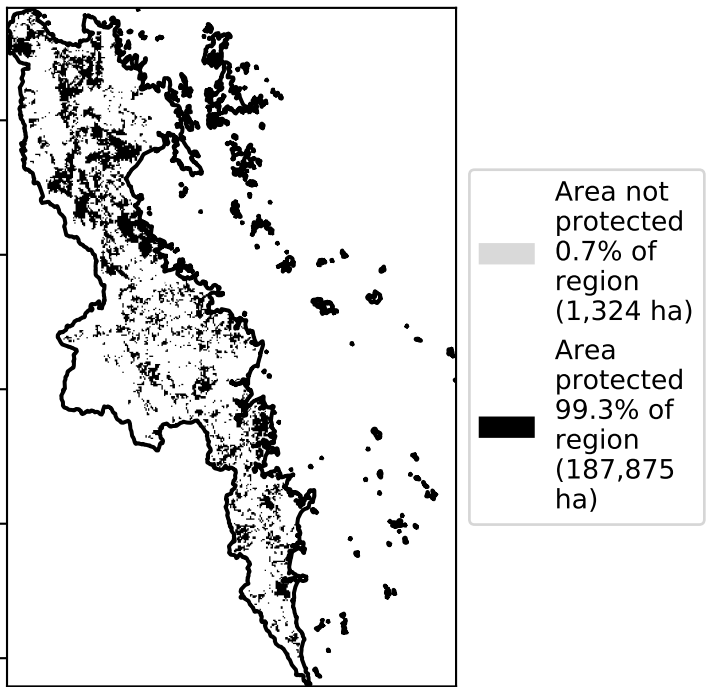 Area not
protected
0.7% of
region
(1,324 ha)
Area
protected
99.3% of
region
(187,875
ha)